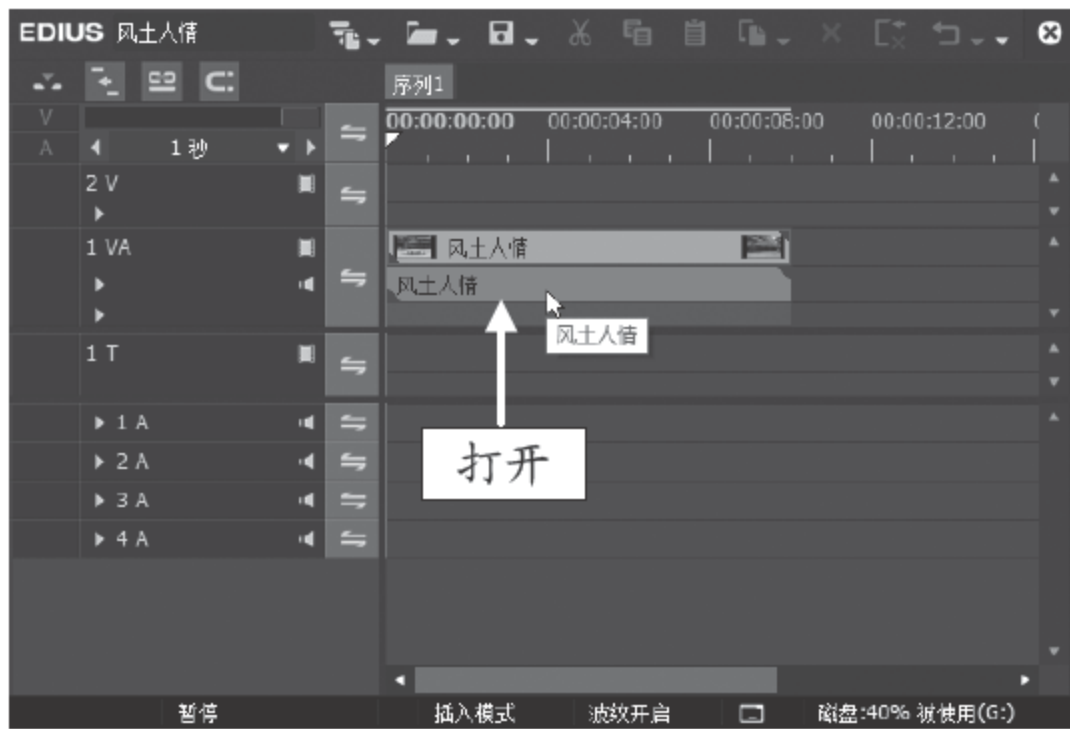 EDIUS 风土人情
序列1
V
00:00:00:00 00:00:04:00 00:00:08:00 00:00:12:00
A 1 秒
2 V
1 VA 风土人情
风土人情
风土人情
1 T
1 A
打开
2 A
3 A
4 A
暂停 插入模式 波纹开启 磁盘:40% 被使用(G:)